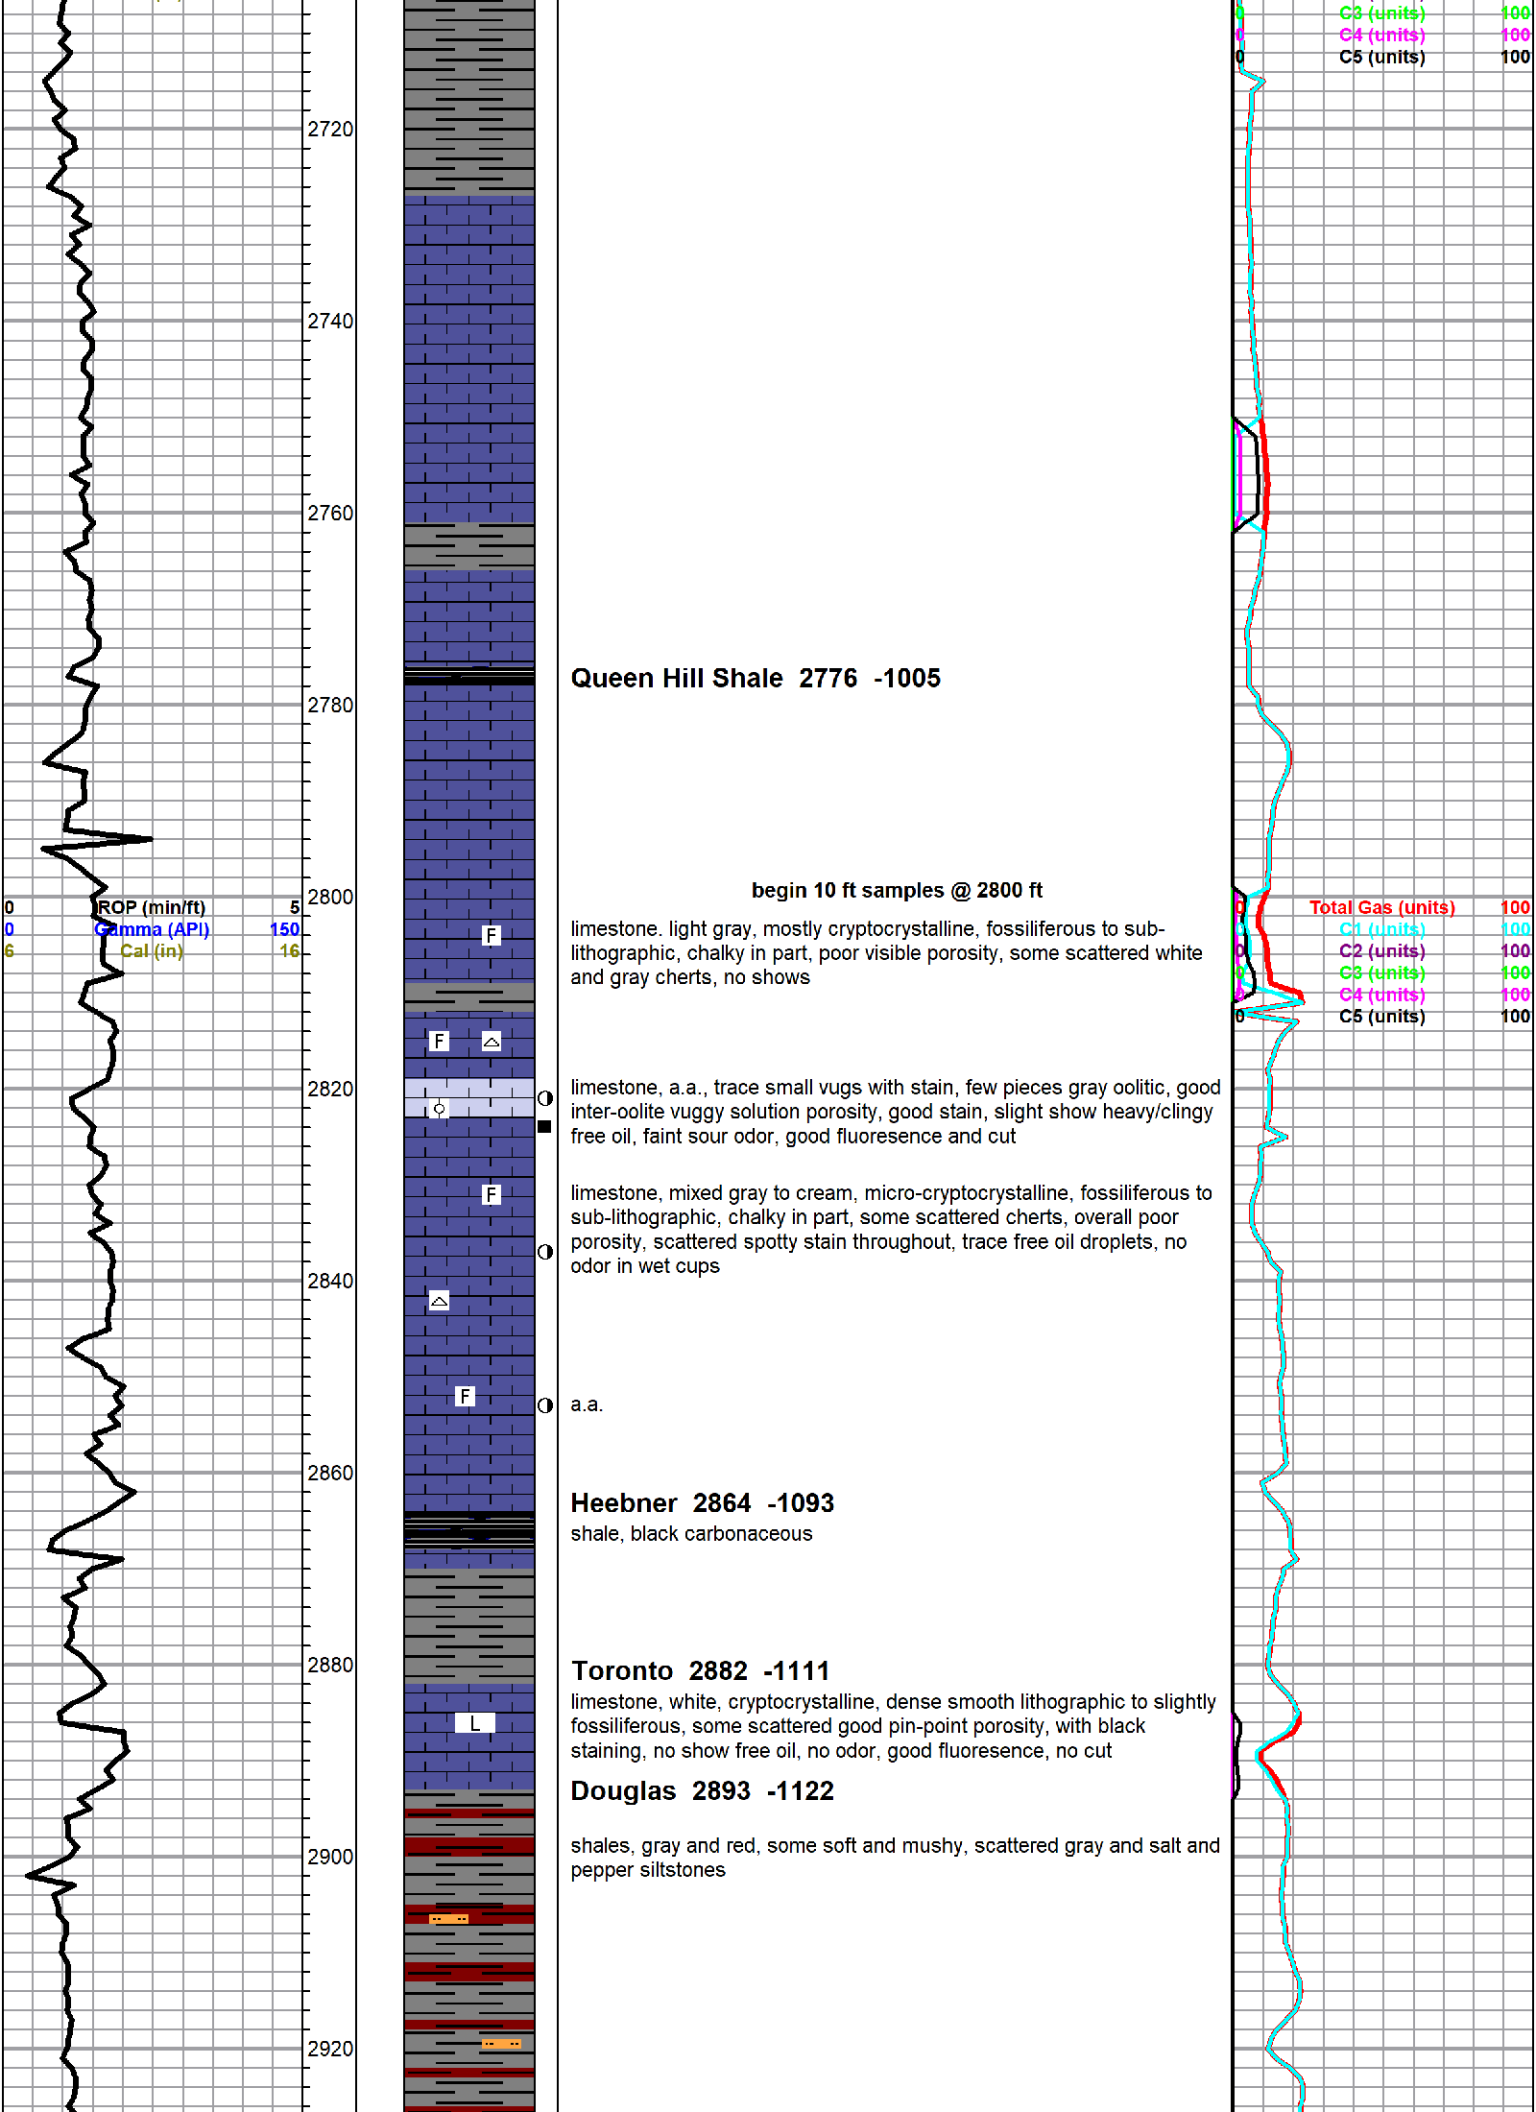 C3 (units) 100
0 C4 (units) 100
0 C5 (units) 100
2720
2740
2760
Queen Hill Shale 2776 -1005
2780
begin 10 ft samples @ 2800 ft
2800
0 ROP (min/ft) 5
0 Gamma (API) 150
6 Cal (in) 16
0 Total Gas (units) 100
0 C1 (units) 100
0 C2 (units) 100
0 C3 (units) 100
0 C4 (units) 100
0 C5 (units) 100
F
limestone. light gray, mostly cryptocrystalline, fossiliferous to sub-
lithographic, chalky in part, poor visible porosity, some scattered white
and gray cherts, no shows
F
2820
limestone, a.a., trace small vugs with stain, few pieces gray oolitic, good
inter-oolite vuggy solution porosity, good stain, slight show heavy/clingy
free oil, faint sour odor, good fluoresence and cut
F
limestone, mixed gray to cream, micro-cryptocrystalline, fossiliferous to
sub-lithographic, chalky in part, some scattered cherts, overall poor
porosity, scattered spotty stain throughout, trace free oil droplets, no
odor in wet cups
2840
F
a.a.
2860
Heebner 2864 -1093
shale, black carbonaceous
2880
Toronto 2882 -1111
L
limestone, white, cryptocrystalline, dense smooth lithographic to slightly
fossiliferous, some scattered good pin-point porosity, with black
staining, no show free oil, no odor, good fluoresence, no cut
Douglas 2893 -1122
shales, gray and red, some soft and mushy, scattered gray and salt and
pepper siltstones
2900
2920